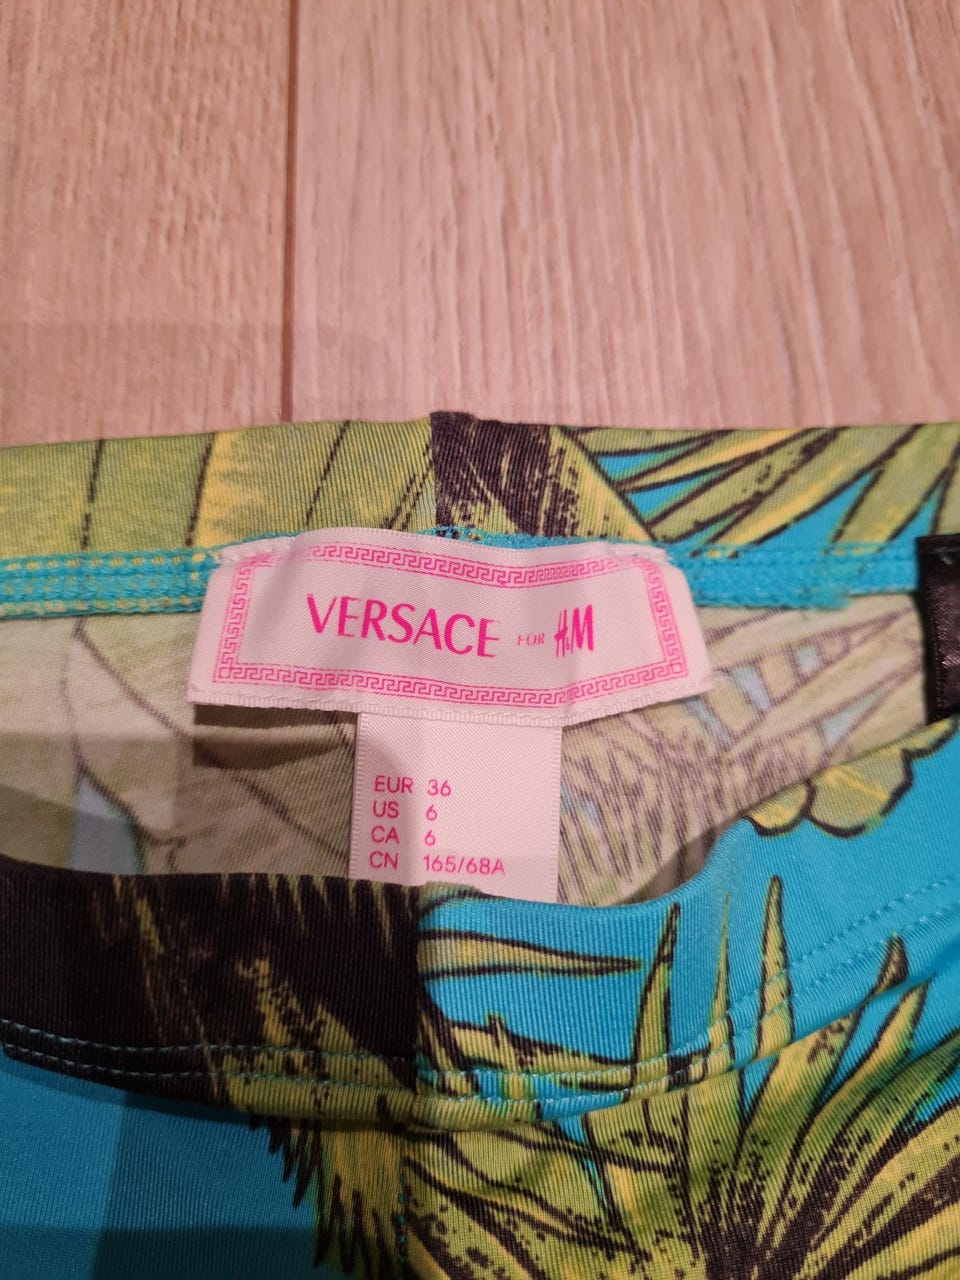 VERSACE FOR H&M
EUR 36
US 6
CA 6
CN 165/68A